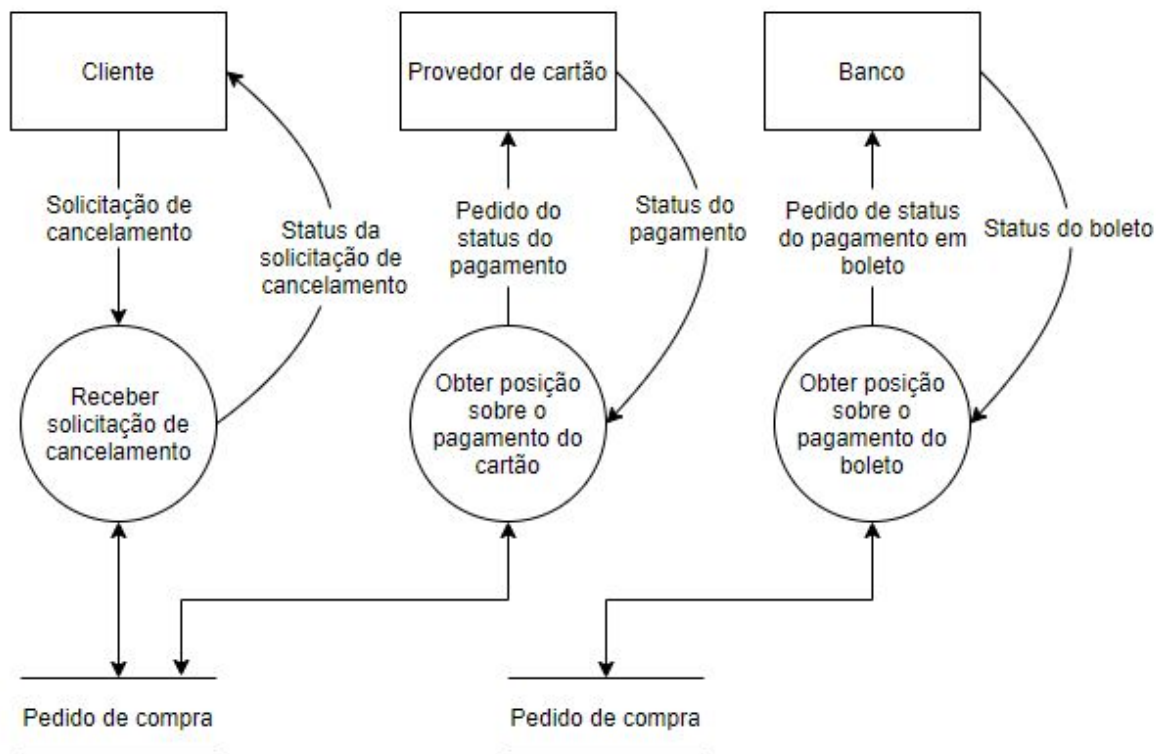 Cliente
Provedor de cartão
Banco
Solicitação de
cancelamento
Status da
solicitação de
cancelamento
Pedido do
status do
pagamento
Status do
pagamento
Pedido de status
do pagamento em
boleto
Status do boleto
Receber
solicitação de
cancelamento
Obter posição
sobre o
pagamento do
cartão
Obter posição
sobre o
pagamento do
boleto
Pedido de compra
Pedido de compra